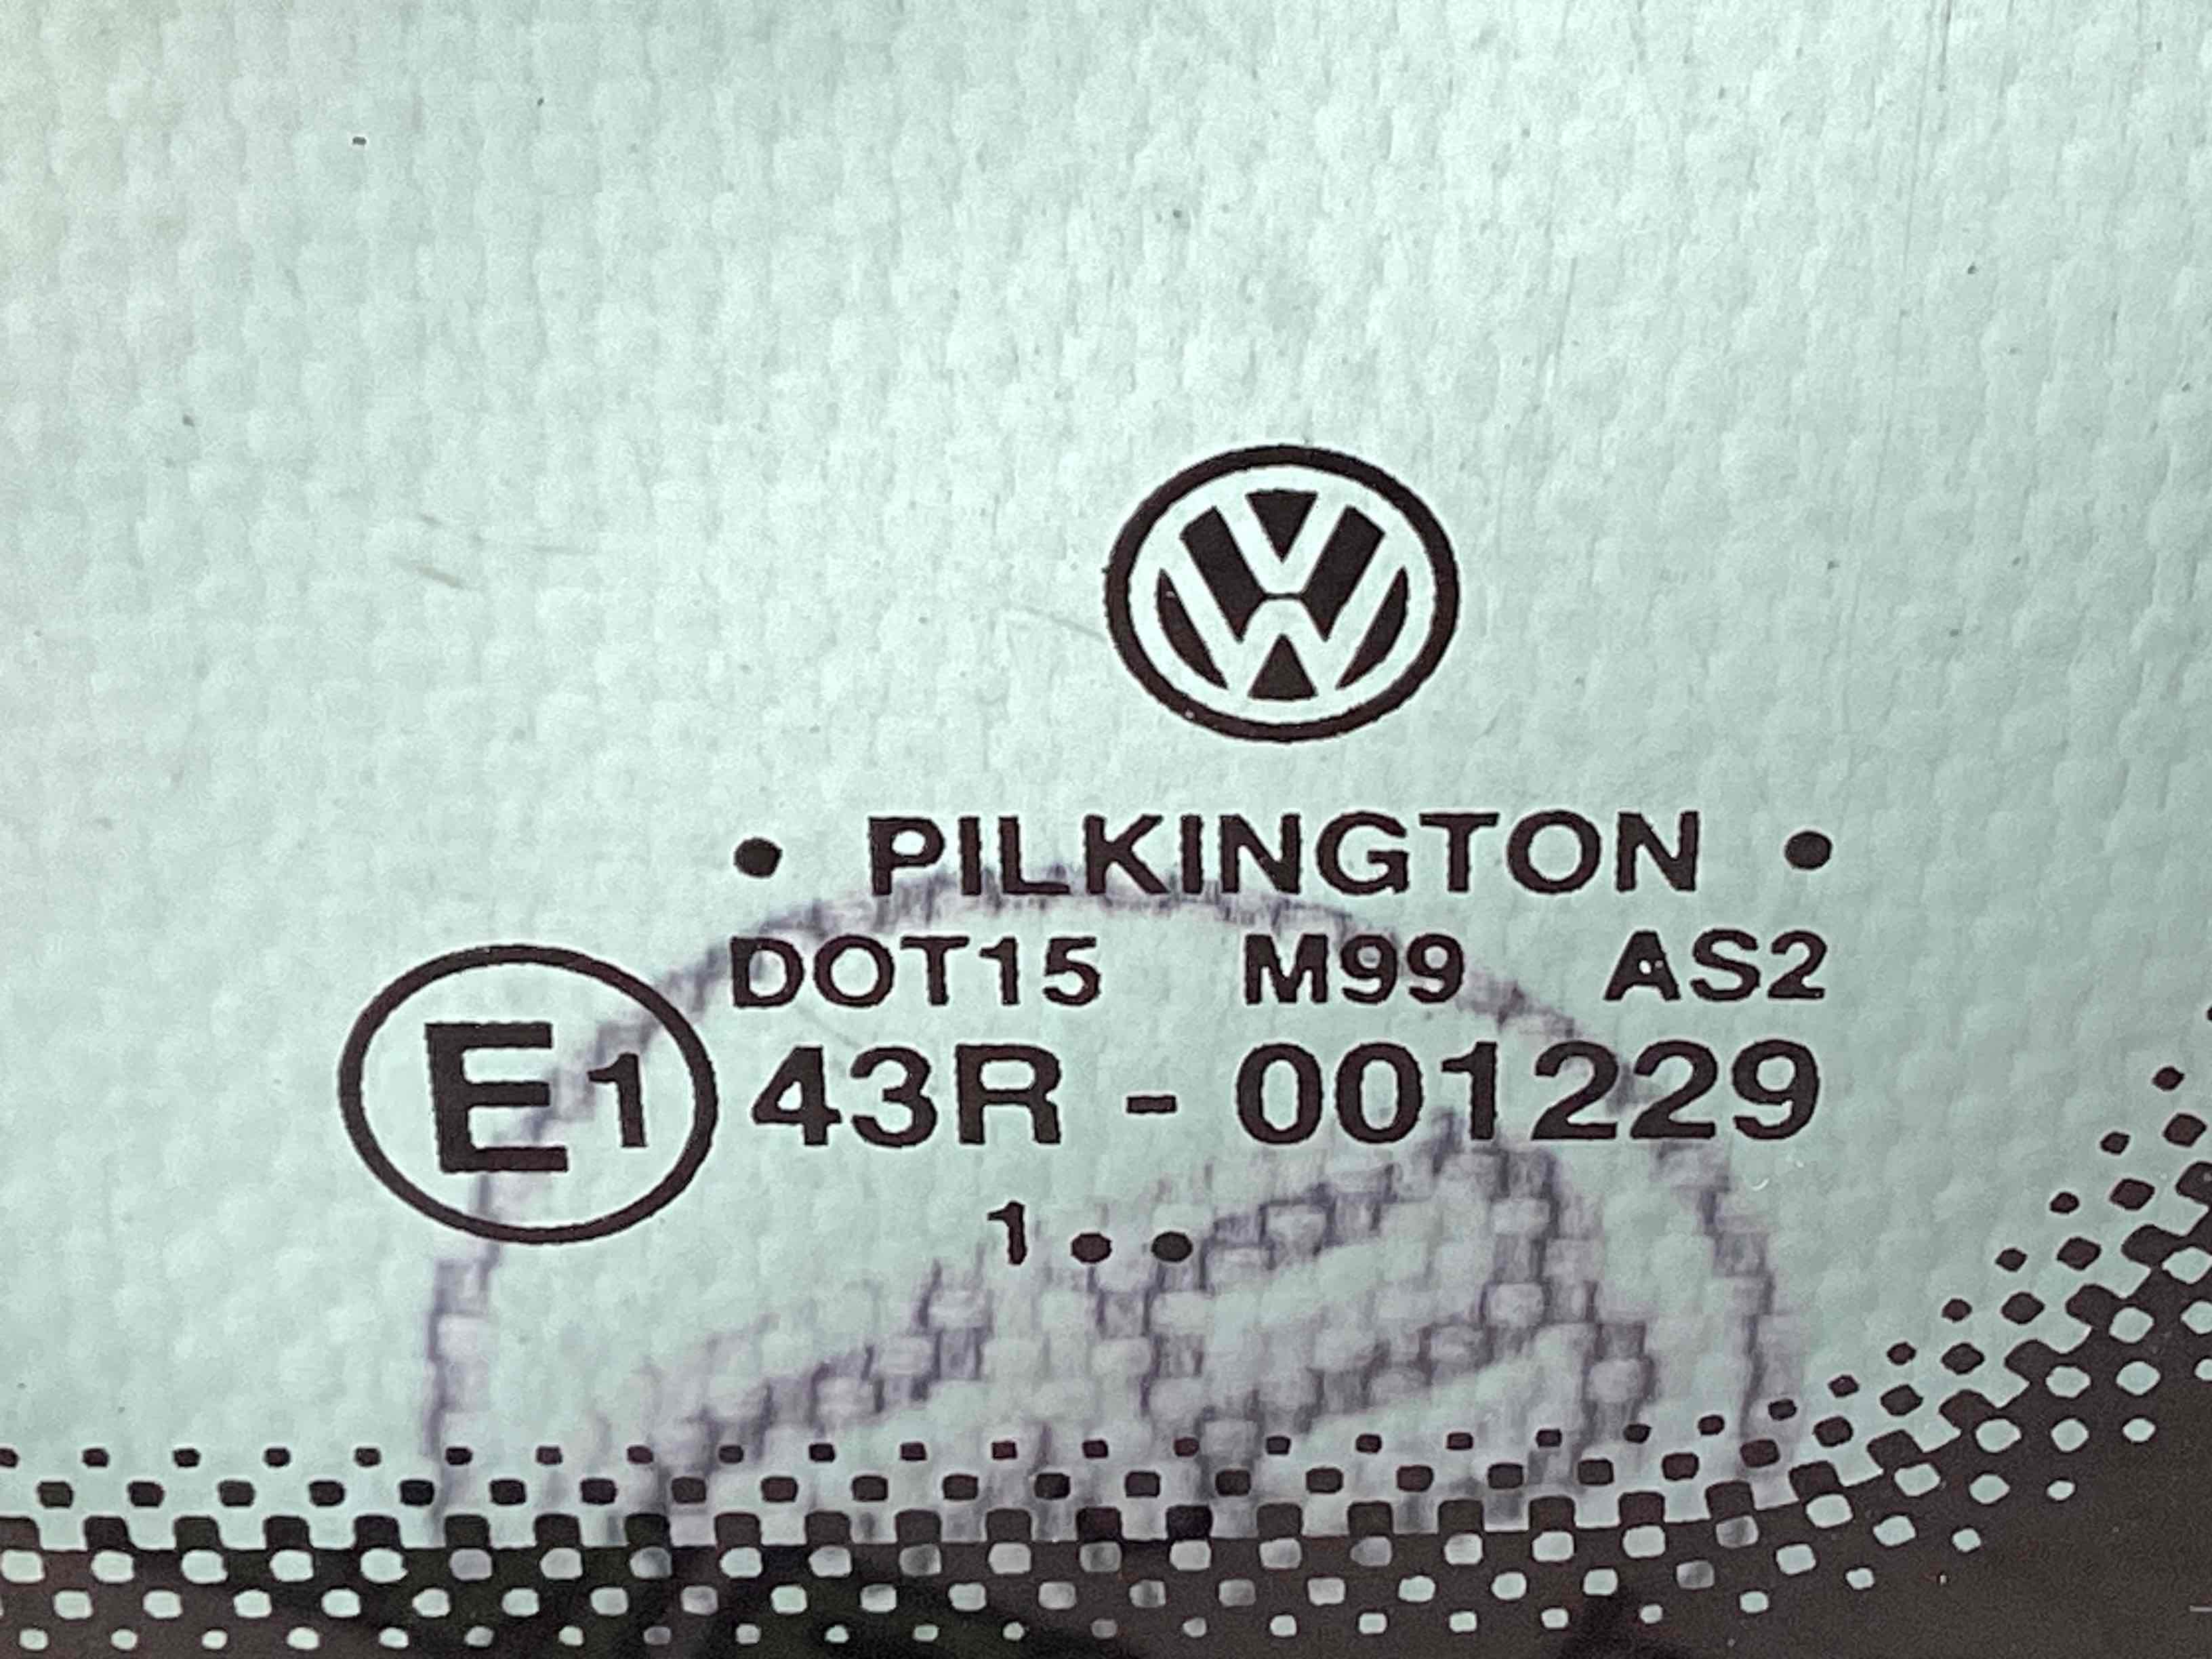 • PILKINGTON •
DOT15 M99 AS2
E1 43R - 001229
1 • •